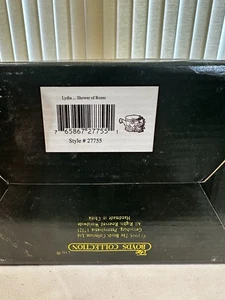 Lydia ... Shower of Roses
7 65867 27755 1
Style # 27755
THE
BOYDS COLLECTION
The Boyds Collection Ltd.
Gettysburg, Pennsylvania 17325
All Rights Reserved Worldwide
Handmade in China